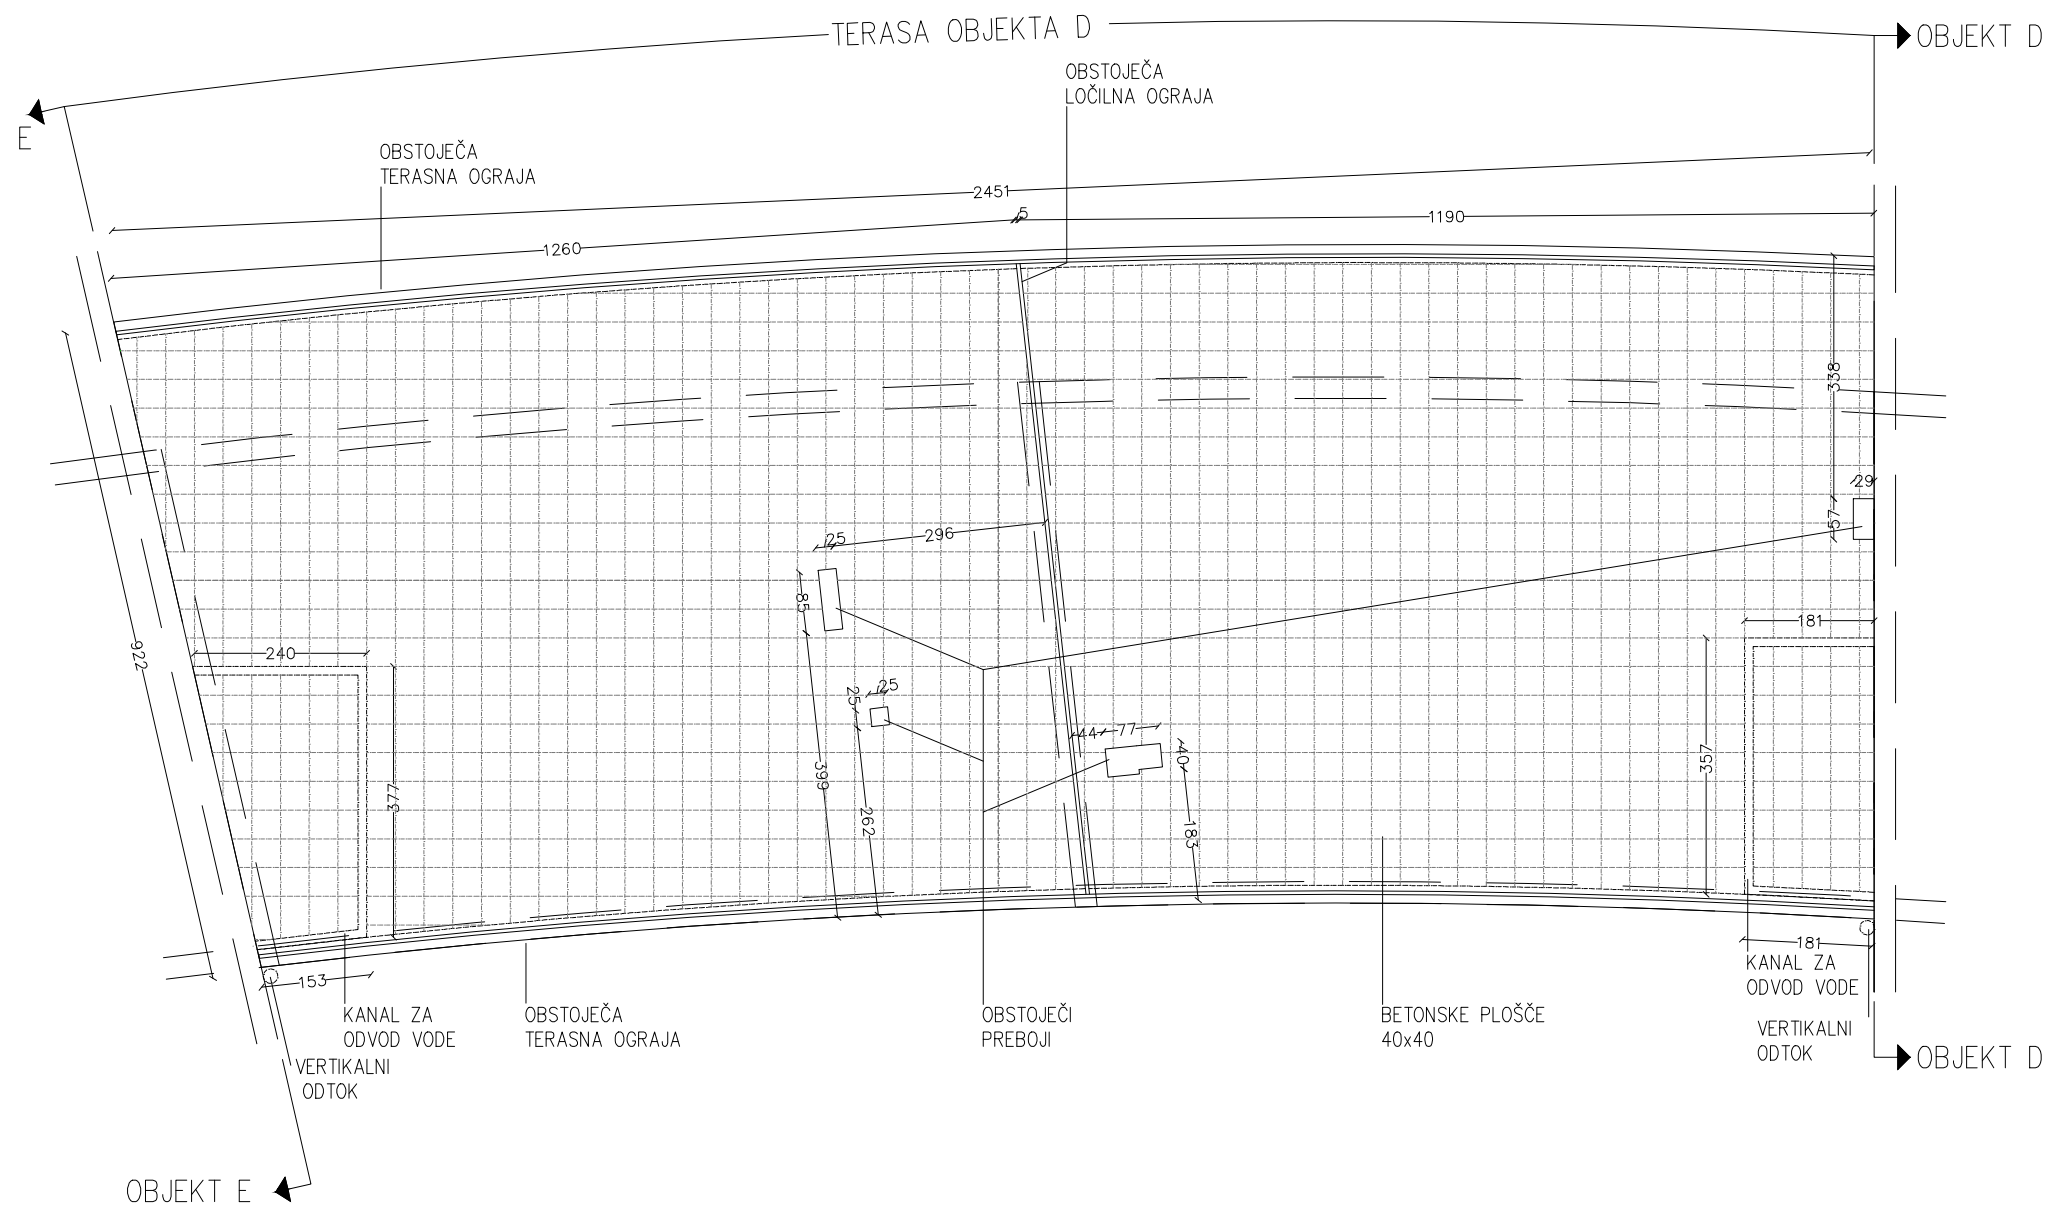 TERASA OBJEKTA D
OBJEKT D
E
OBSTOJEČA
LOČILNA OGRAJA
OBSTOJEČA
TERASNA OGRAJA
2451
5
1190
1260
338
29
57
25
296
85
181
922
240
25
25
44
77
40
357
377
399
262
183
181
153
KANAL ZA
ODVOD VODE
KANAL ZA
ODVOD VODE
OBSTOJEČA
TERASNA OGRAJA
OBSTOJEČI
PREBOJI
BETONSKE PLOŠČE
40x40
VERTIKALNI
ODTOK
VERTIKALNI
ODTOK
OBJEKT D
OBJEKT E